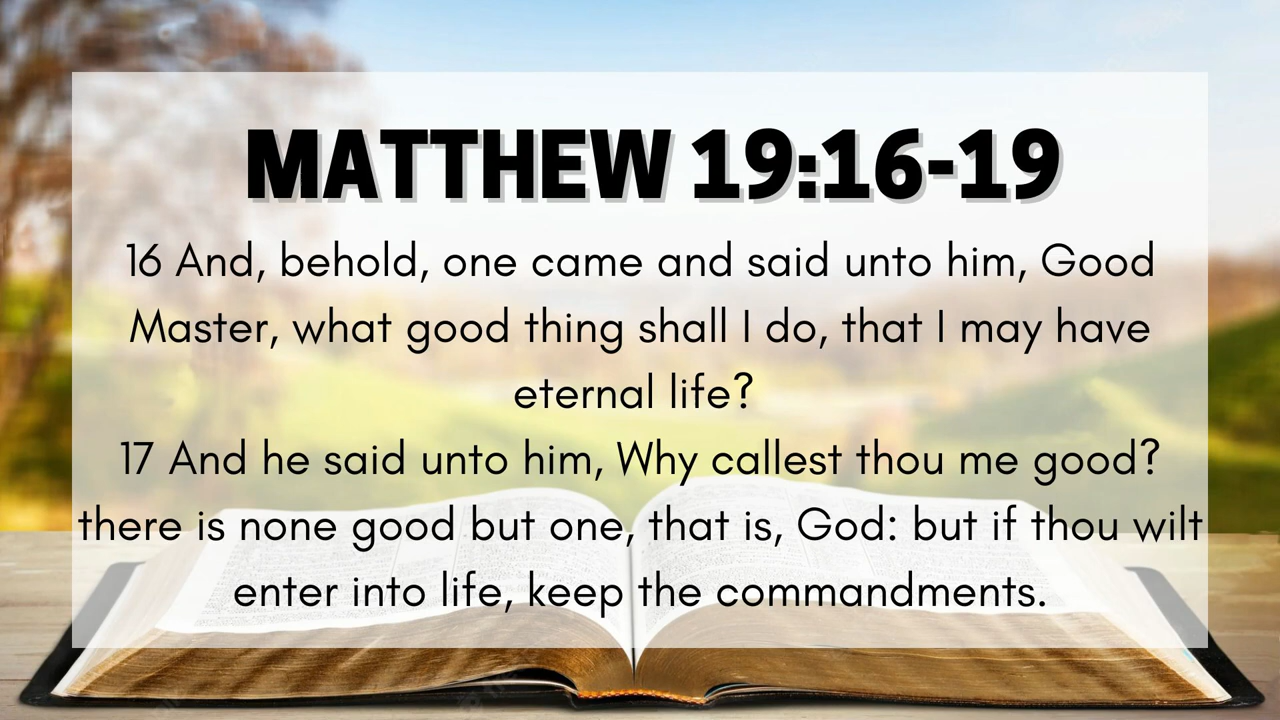 MATTHEW 19:16-19
16 And, behold, one came and said unto him, Good
Master, what good thing shall I do, that I may have
eternal life?
17 And he said unto him, Why callest thou me good?
there is none good but one, that is, God: but if thou wilt
enter into life, keep the commandments.